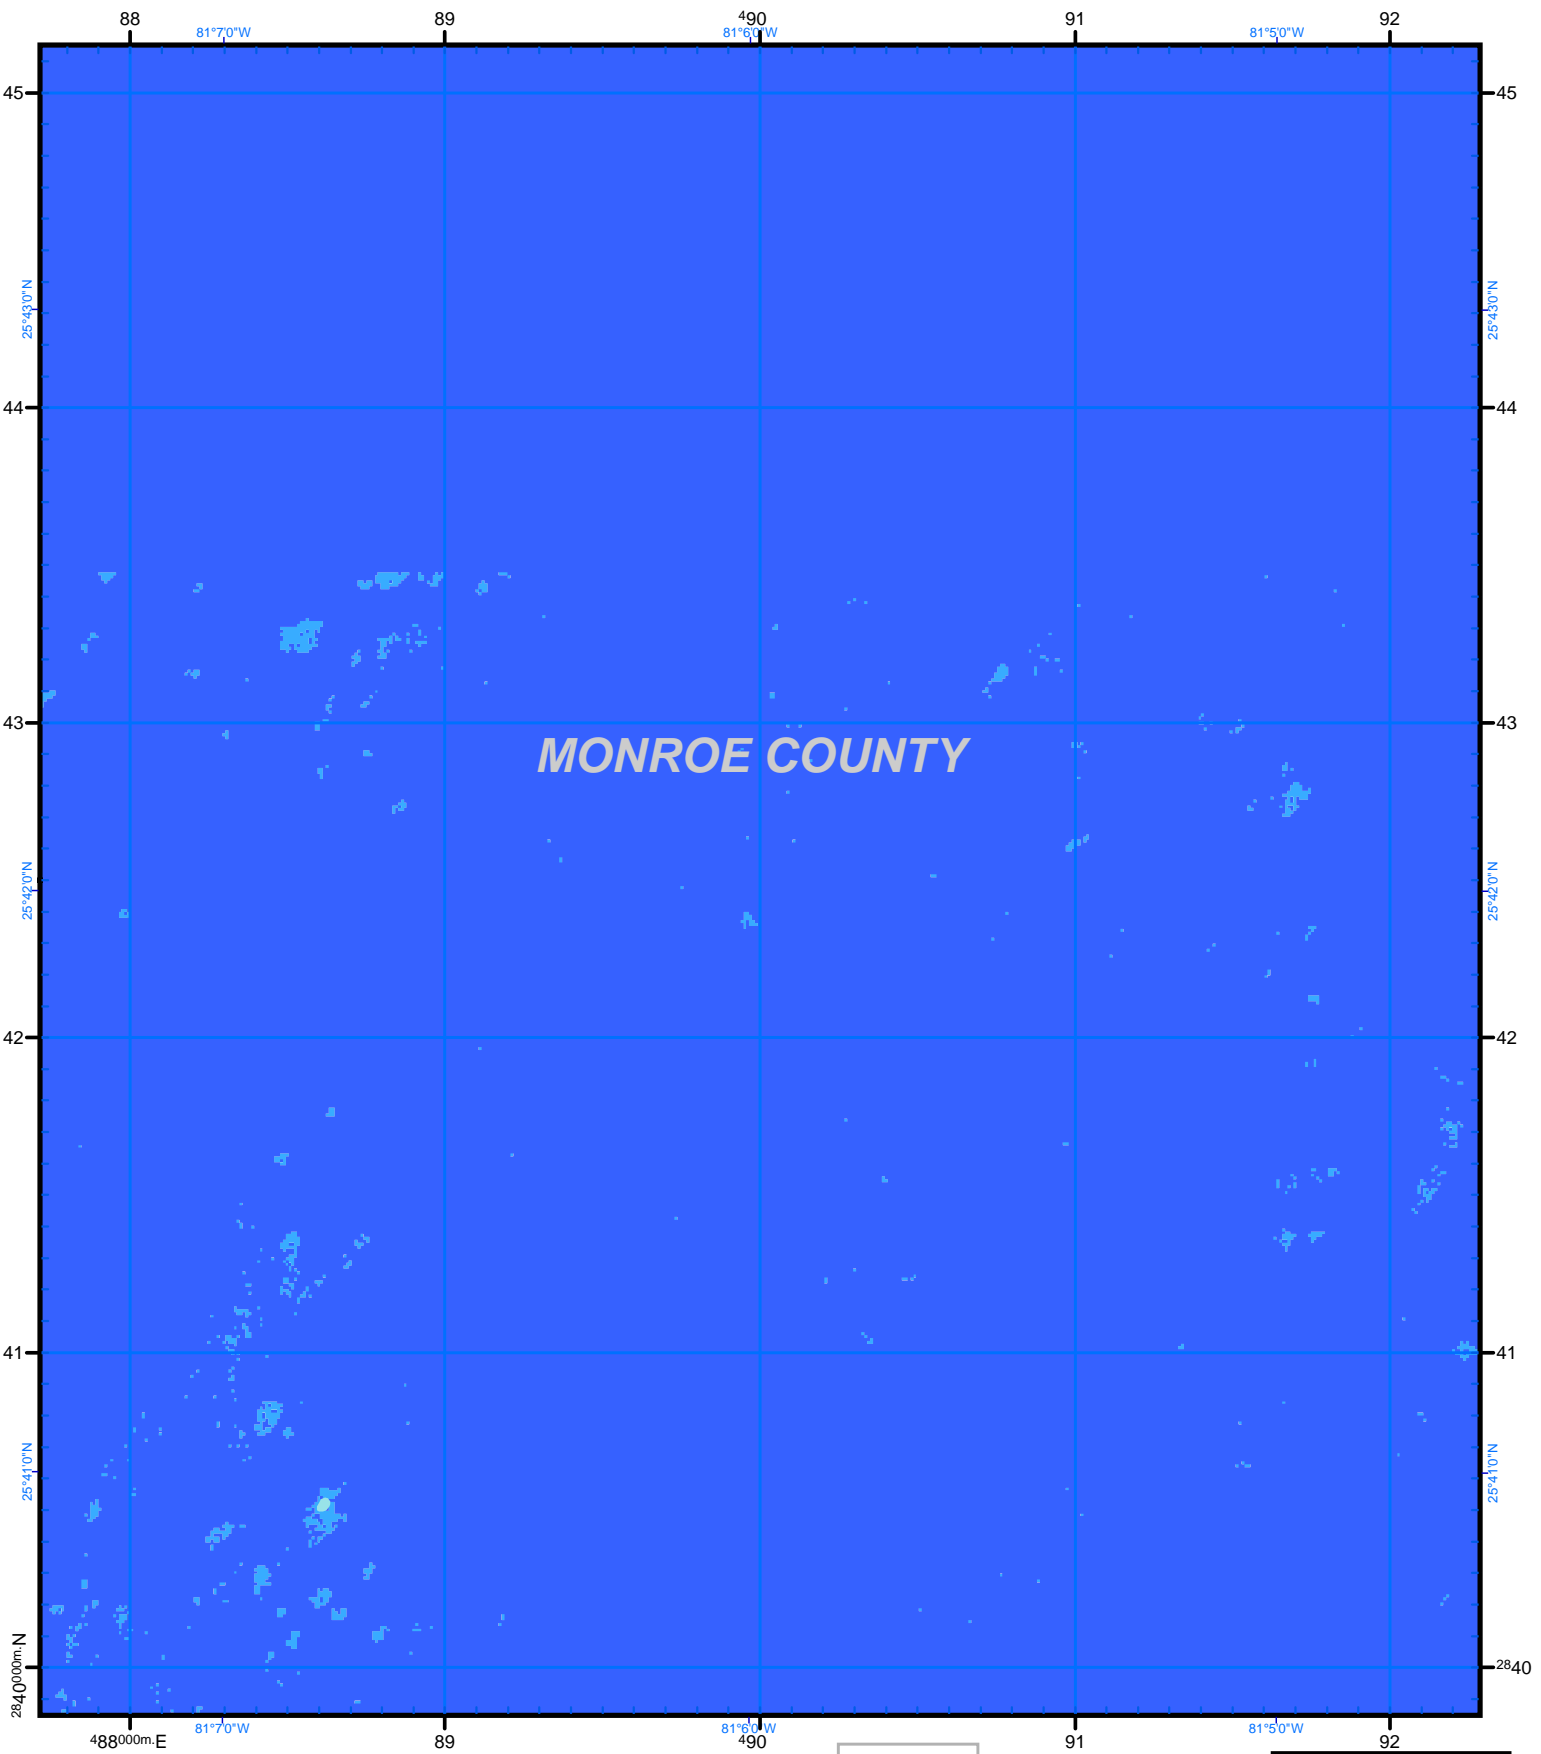 88 89 490 91 92
81°7'0"W 81°6'0"W 81°5'0"W
45 45
25°43'0"N 25°43'0"N
44 44
43 43
MONROE COUNTY
25°42'0"N 25°42'0"N
42 42
41 41
25°41'0"N 25°41'0"N
2840000m.N 2840
81°7'0"W 81°6'0"W 81°5'0"W
488000m.E 89 490 91 92